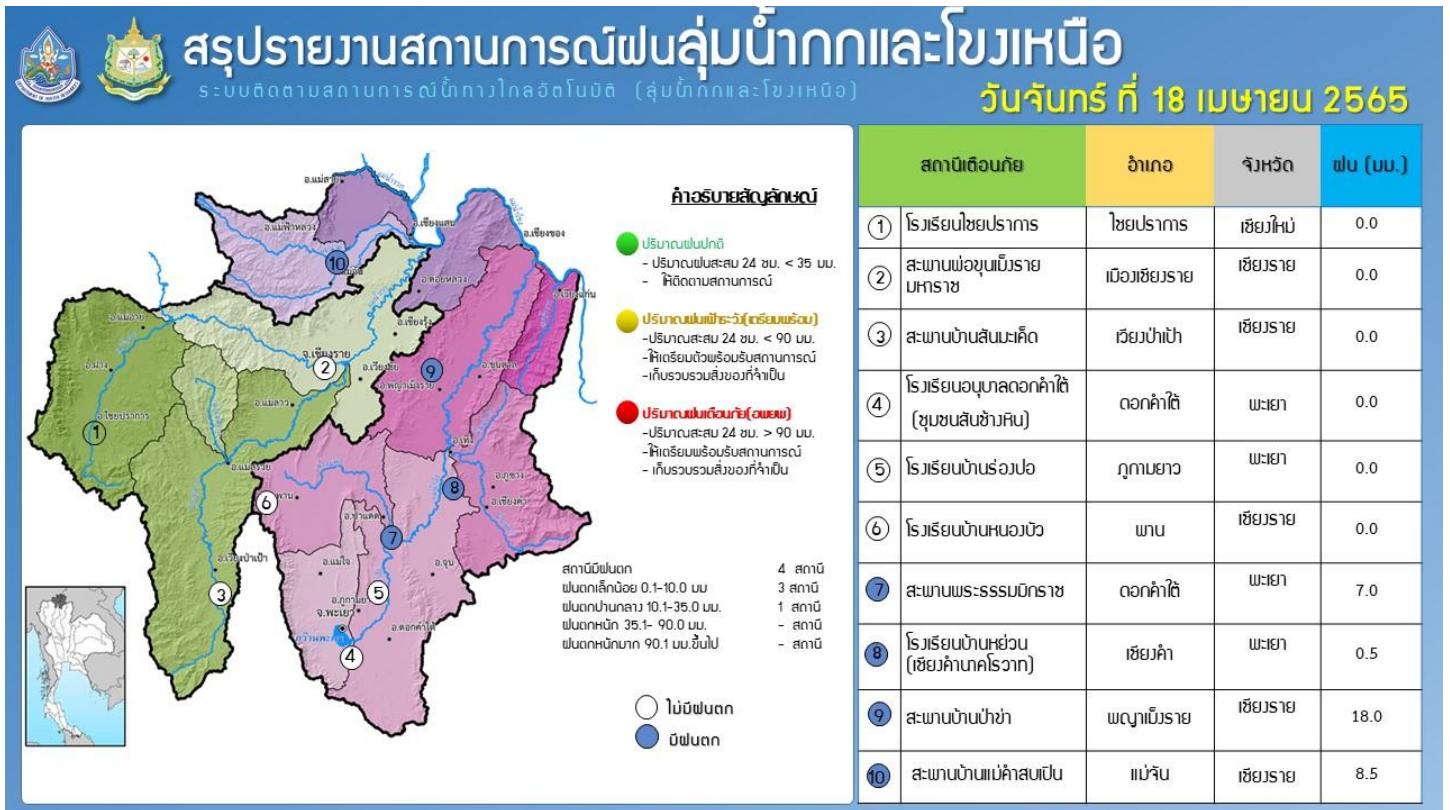 สรุปรายงานสถานการณ์ฝนลุ่มน้ำกกและโขงเหนือ
ระบบติดตามสถานการณ์น้ำทางไกลอัตโนมัติ (ลุ่มน้ำกกและโขงเหนือ)
วันจันทร์ ที่ 18 เมษายน 2565
อ.แม่สาย
อ.แม่ฟ้าหลวง
อ.เชียงแสน
อ.เชียงของ
10
อ.ดอยหลวง
อ.เวียงแก่น
อ.แม่อาย
อ.เชียงรุ้ง
จ.เชียงราย
2
อ.ฝาง
9
อ.ขุนตาล
อ.พญาเม็งราย
อ.แม่ลาว
อ.ไชยปราการ
1
อ.เทิง
อ.แม่สรวย
8
อ.ภูซาง
อ.เชียงคำ
6
พาน
อ.ป่าแดด
7
อ.เวียงป่าเป้า
3
อ.แม่ใจ
อ.จุน
5
จ.พะเยา
อ.ดอกคำใต้
4
คำอธิบายสัญลักษณ์
ปริมาณฝนปกติ
- ปริมาณฝนสะสม 24 ชม. < 35 มม.
- ให้ติดตามสถานการณ์
ปริมาณฝนเฝ้าระวัง(เตรียมพร้อม)
-ปริมาณสะสม 24 ชม. < 90 มม.
-ให้เตรียมตัวพร้อมรับสถานการณ์
-เก็บรวบรวมสิ่งของที่จำเป็น
ปริมาณฝนเตือนภัย(อพยพ)
-ปริมาณสะสม 24 ชม. > 90 มม.
-ให้เตรียมพร้อมรับสถานการณ์
- เก็บรวบรวมสิ่งของที่จำเป็น
สถานีมีฝนตก 4 สถานี
ฝนตกเล็กน้อย 0.1-10.0 มม 3 สถานี
ฝนตกปานกลาง 10.1-35.0 มม. 1 สถานี
ฝนตกหนัก 35.1- 90.0 มม. - สถานี
ฝนตกหนักมาก 90.1 มม.ขึ้นไป - สถานี
ไม่มีฝนตก
มีฝนตก
สถานีเตือนภัย อำเภอ จังหวัด ฝน (มม.)
1 โรงเรียนไชยปราการ ไชยปราการ เชียงใหม่ 0.0
2 สะพานพ่อขุนเม็งราย
มหาราช เมืองเชียงราย เชียงราย 0.0
3 สะพานบ้านสันมะเค็ด เวียงป่าเป้า เชียงราย 0.0
4 โรงเรียนอนุบาลดอกคำใต้
(ชุมชนสันช้างหิน) ดอกคำใต้ พะเยา 0.0
5 โรงเรียนบ้านร่องปอ ภูกามยาว พะเยา 0.0
6 โรงเรียนบ้านหนองบัว พาน เชียงราย 0.0
7 สะพานพระธรรมมิกราช ดอกคำใต้ พะเยา 7.0
8 โรงเรียนบ้านหย่วน
(เชียงคำนาคโรวาท) เชียงคำ พะเยา 0.5
9 สะพานบ้านป่าข่า พญาเม็งราย เชียงราย 18.0
10 สะพานบ้านแม่คำสบเปิน แม่จัน เชียงราย 8.5